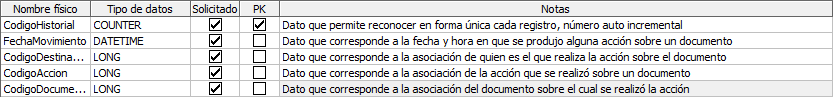 Nombre físico Tipo de datos Solicitado PK Notas
CodigoHistorial COUNTER Dato que permite reconocer en forma única cada registro, número auto incremental
FechaMovimiento DATETIME Dato que corresponde a la fecha y hora en que se produjo alguna acción sobre un documento
CodigoDestina... LONG Dato que corresponde a la asociación de quien es el que realiza la acción sobre el documento
CodigoAccion LONG Dato que corresponde a la asociación de la acción que se realizó sobre un documento
CodigoDocume... LONG Dato que corresponde a la asociación del documento sobre el cual se realizó la acción